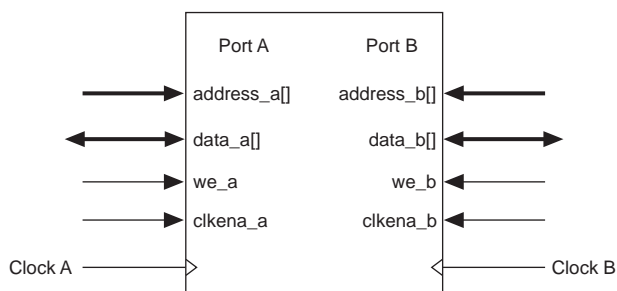 Port A Port B
address_a[] address_b[]
data_a[] data_b[]
we_a we_b
clkena_a clkena_b
Clock A Clock B